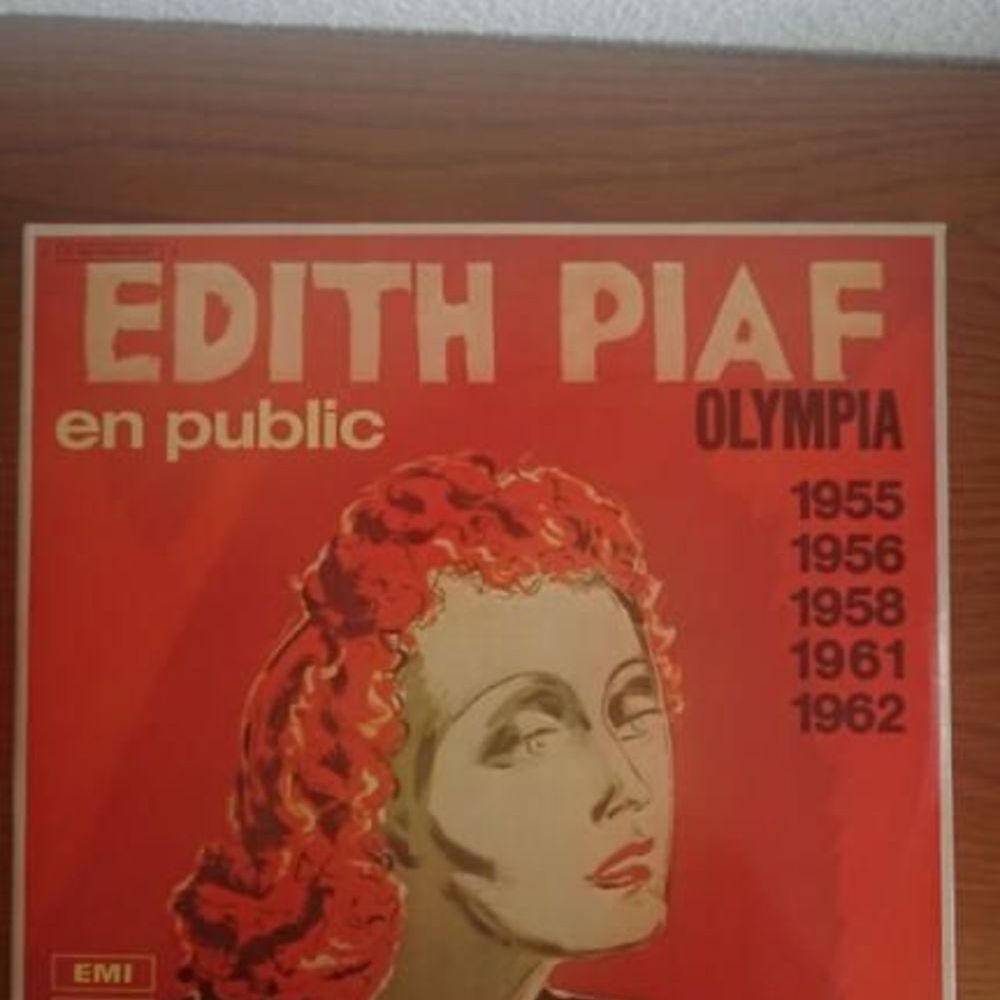 EDITH PIAF
en public
OLYMPIA
1955
1956
1958
1961
1962
EMI